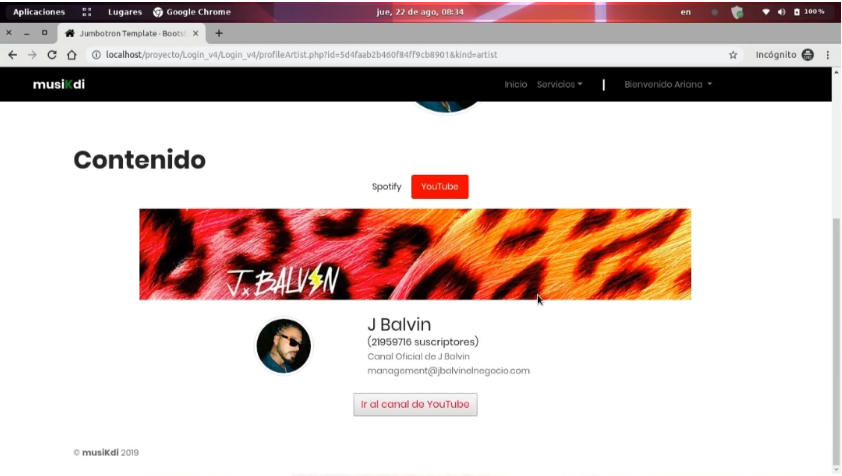 Aplicaciones Lugares Google Chrome jue, 22 de ago, 08:34 en 100 %
Jumbotron Template · Boots
localhost/proyecto/Login_v4/Login_v4/profileArtist.php?id=5d4faab2b460f84ff9cb8901&kind=artist Incógnito
musiKdi Inicio Servicios Bienvenido Ariana
Contenido
Spotify YouTube
J. BALVIN
J Balvin
(21959716 suscriptores)
Canal Oficial de J Balvin
management@jbalvinelnegocio.com
Ir al canal de YouTube
© musiKdi 2019